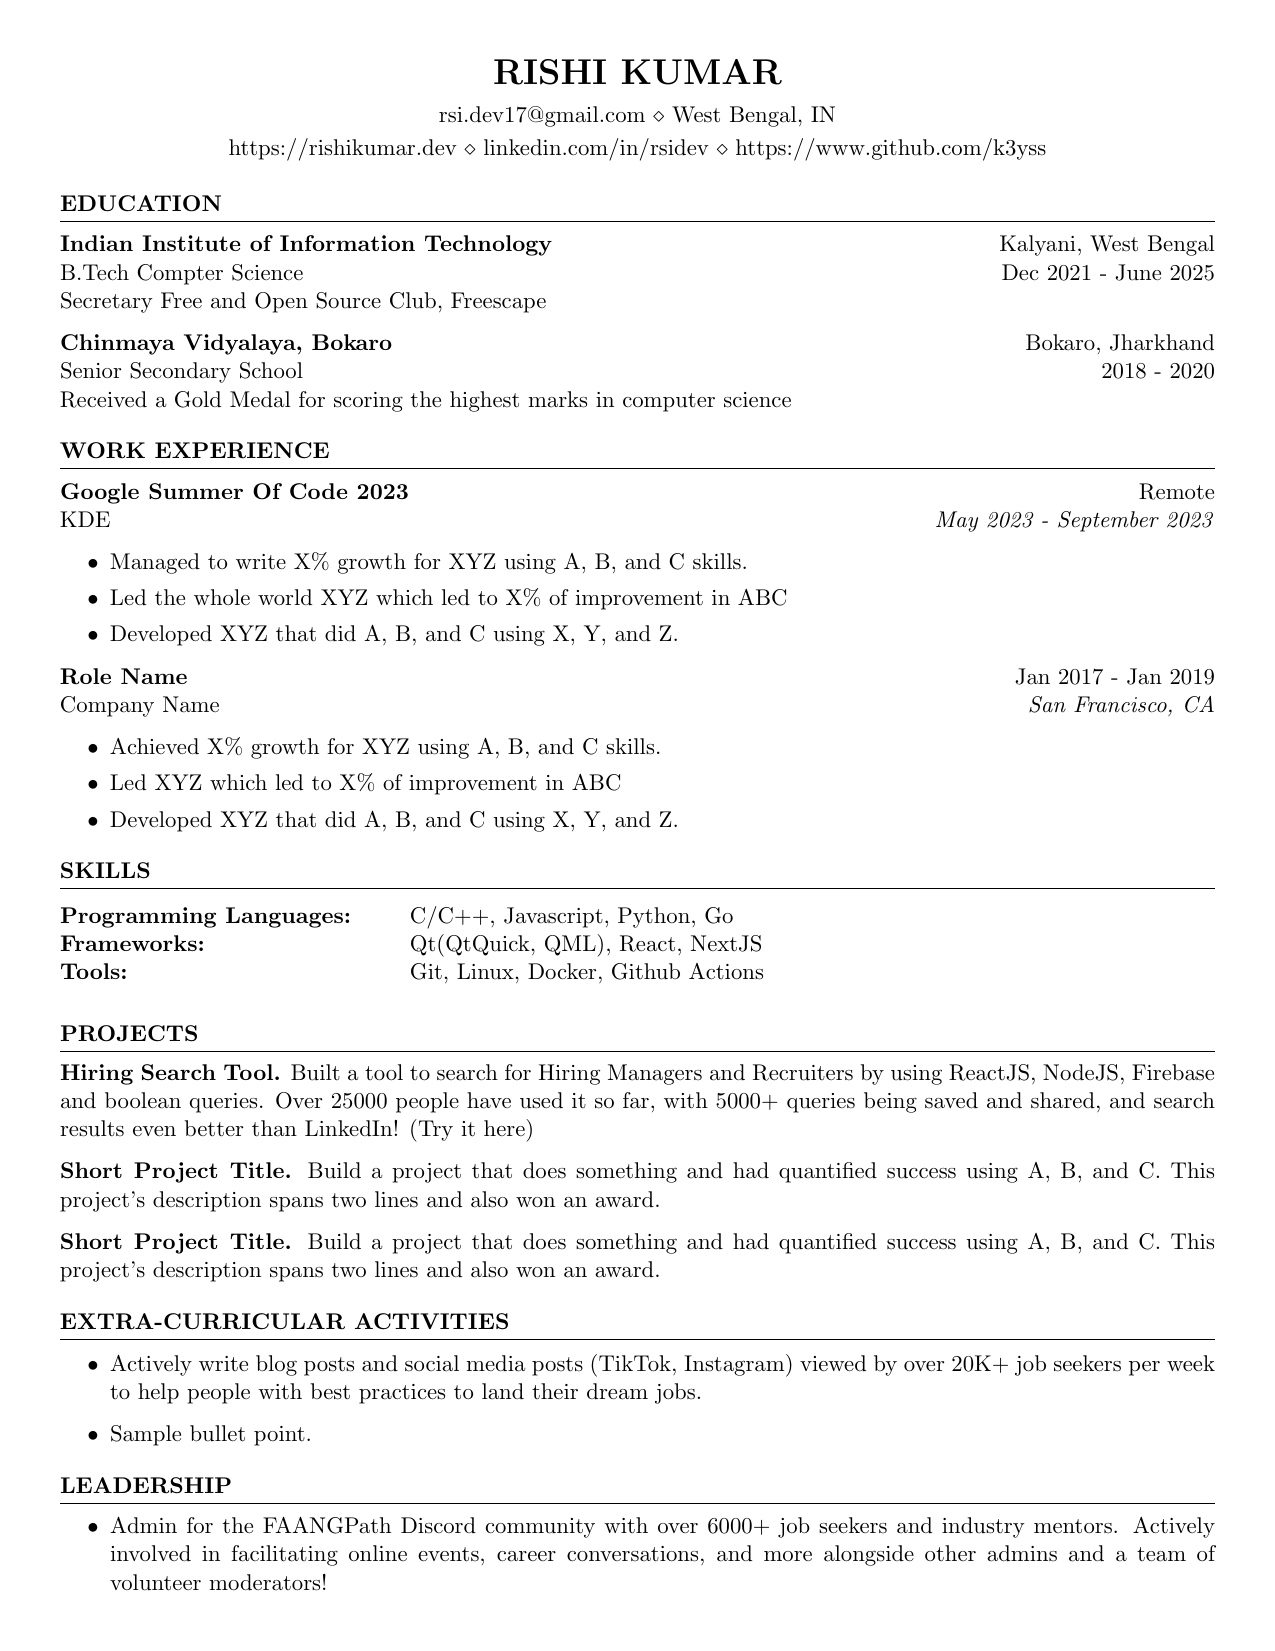 RISHI KUMAR
rsi.dev17@gmail.com ⋄ West Bengal, IN
https://rishikumar.dev ⋄ linkedin.com/in/rsidev ⋄ https://www.github.com/k3yss
EDUCATION
Indian Institute of Information Technology Kalyani, West Bengal
B.Tech Compter Science Dec 2021 - June 2025
Secretary Free and Open Source Club, Freescape
Chinmaya Vidyalaya, Bokaro Bokaro, Jharkhand
Senior Secondary School 2018 - 2020
Received a Gold Medal for scoring the highest marks in computer science
WORK EXPERIENCE
Google Summer Of Code 2023 Remote
KDE May 2023 - September 2023
• Managed to write X% growth for XYZ using A, B, and C skills.
• Led the whole world XYZ which led to X% of improvement in ABC
• Developed XYZ that did A, B, and C using X, Y, and Z.
Role Name Jan 2017 - Jan 2019
Company Name San Francisco, CA
• Achieved X% growth for XYZ using A, B, and C skills.
• Led XYZ which led to X% of improvement in ABC
• Developed XYZ that did A, B, and C using X, Y, and Z.
SKILLS
Programming Languages: C/C++, Javascript, Python, Go
Frameworks: Qt(QtQuick, QML), React, NextJS
Tools: Git, Linux, Docker, Github Actions
PROJECTS
Hiring Search Tool. Built a tool to search for Hiring Managers and Recruiters by using ReactJS, NodeJS, Firebase
and boolean queries. Over 25000 people have used it so far, with 5000+ queries being saved and shared, and search
results even better than LinkedIn! (Try it here)
Short Project Title. Build a project that does something and had quantified success using A, B, and C. This
project's description spans two lines and also won an award.
Short Project Title. Build a project that does something and had quantified success using A, B, and C. This
project's description spans two lines and also won an award.
EXTRA-CURRICULAR ACTIVITIES
• Actively write blog posts and social media posts (TikTok, Instagram) viewed by over 20K+ job seekers per week
to help people with best practices to land their dream jobs.
• Sample bullet point.
LEADERSHIP
• Admin for the FAANGPath Discord community with over 6000+ job seekers and industry mentors. Actively
involved in facilitating online events, career conversations, and more alongside other admins and a team of
volunteer moderators!